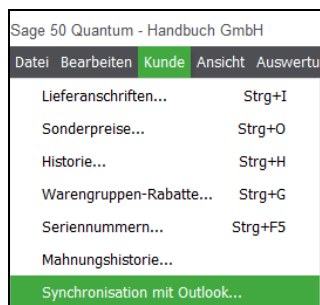 Sage 50 Quantum - Handbuch GmbH
Datei Bearbeiten Kunde Ansicht Auswertu
Lieferanschriften... Strg+I
Sonderpreise... Strg+O
Historie... Strg+H
Warengruppen-Rabatte... Strg+G
Seriennummern... Strg+F5
Mahnungshistorie...
Synchronisation mit Outlook...